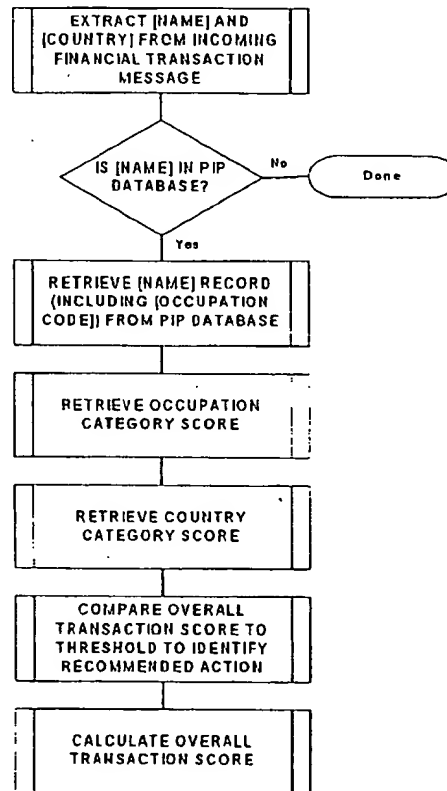 EXTRACT [NAME] AND
[COUNTRY] FROM INCOMING
FINANCIAL TRANSACTION
MESSAGE
IS [NAME] IN PIP
DATABASE?
No
Done
Yes
RETRIEVE [NAME] RECORD
(INCLUDING [OCCUPATION
CODE]) FROM PIP DATABASE
RETRIEVE OCCUPATION
CATEGORY SCORE
RETRIEVE COUNTRY
CATEGORY SCORE
COMPARE OVERALL
TRANSACTION SCORE TO
THRESHOLD TO IDENTIFY
RECOMMENDED ACTION
CALCULATE OVERALL
TRANSACTION SCORE